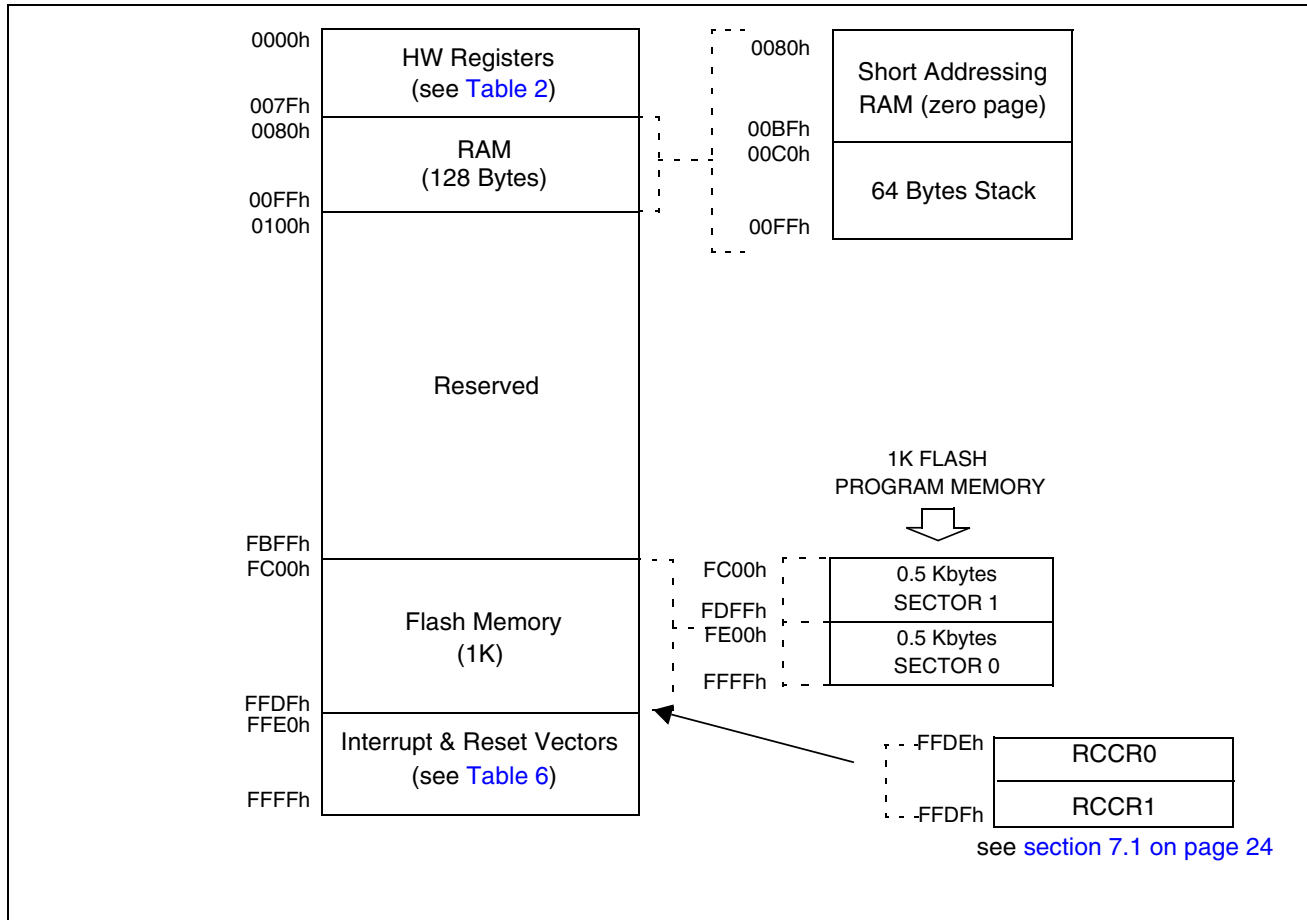 0000h
HW Registers
(see Table 2)
007Fh
0080h
RAM
(128 Bytes)
00FFh
0100h
Reserved
FBFFh
FC00h
Flash Memory
(1K)
FFDFh
FFE0h
Interrupt & Reset Vectors
(see Table 6)
FFFFh
0080h
Short Addressing
RAM (zero page)
00BFh
00C0h
64 Bytes Stack
00FFh
1K FLASH
PROGRAM MEMORY
FC00h
0.5 Kbytes
SECTOR 1
FDFFh
FE00h
0.5 Kbytes
SECTOR 0
FFFFh
FFDEh
RCCR0
RCCR1
FFDFh
see section 7.1 on page 24